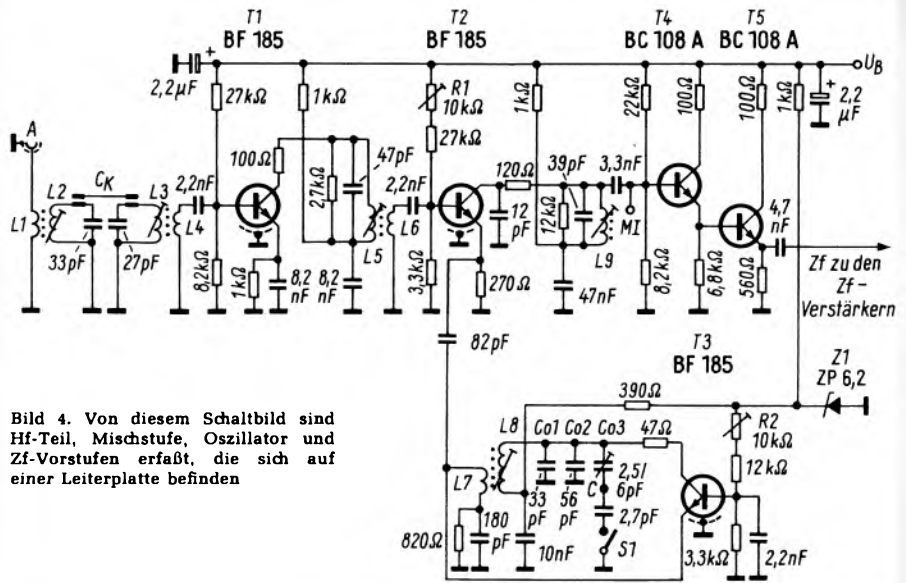 T1
BF 185
T2
BF 185
T4
BC 108 A
T5
BC 108 A
U_B
2,2µF
+
27kΩ
1kΩ
R1
10kΩ
27kΩ
1kΩ
22kΩ
100Ω
100Ω
1kΩ
+
2,2
µF
A
100Ω
2,7kΩ
47pF
120Ω
39pF
3,3nF
L1
L2
C_K
L3
2,2nF
L4
2,2nF
12
pF
12kΩ
MI
4,7
nF
33pF
27pF
L5
L6
L9
8,2kΩ
1kΩ
8,2
nF
8,2
nF
3,3kΩ
270Ω
47nF
8,2kΩ
6,8kΩ
560Ω
Zf zu den
Zf-
Verstärkern
82pF
T3
BF 185
Z1
ZP 6,2
390Ω
R2
10kΩ
L8
Co1
Co2
Co3
47Ω
12kΩ
L7
33
pF
56
pF
C
2,5/
6pF
2,7pF
820Ω
180
pF
10nF
S1
3,3kΩ
2,2nF
Bild 4. Von diesem Schaltbild sind
Hf-Teil, Mischstufe, Oszillator und
Zf-Vorstufen erfaßt, die sich auf
einer Leiterplatte befinden